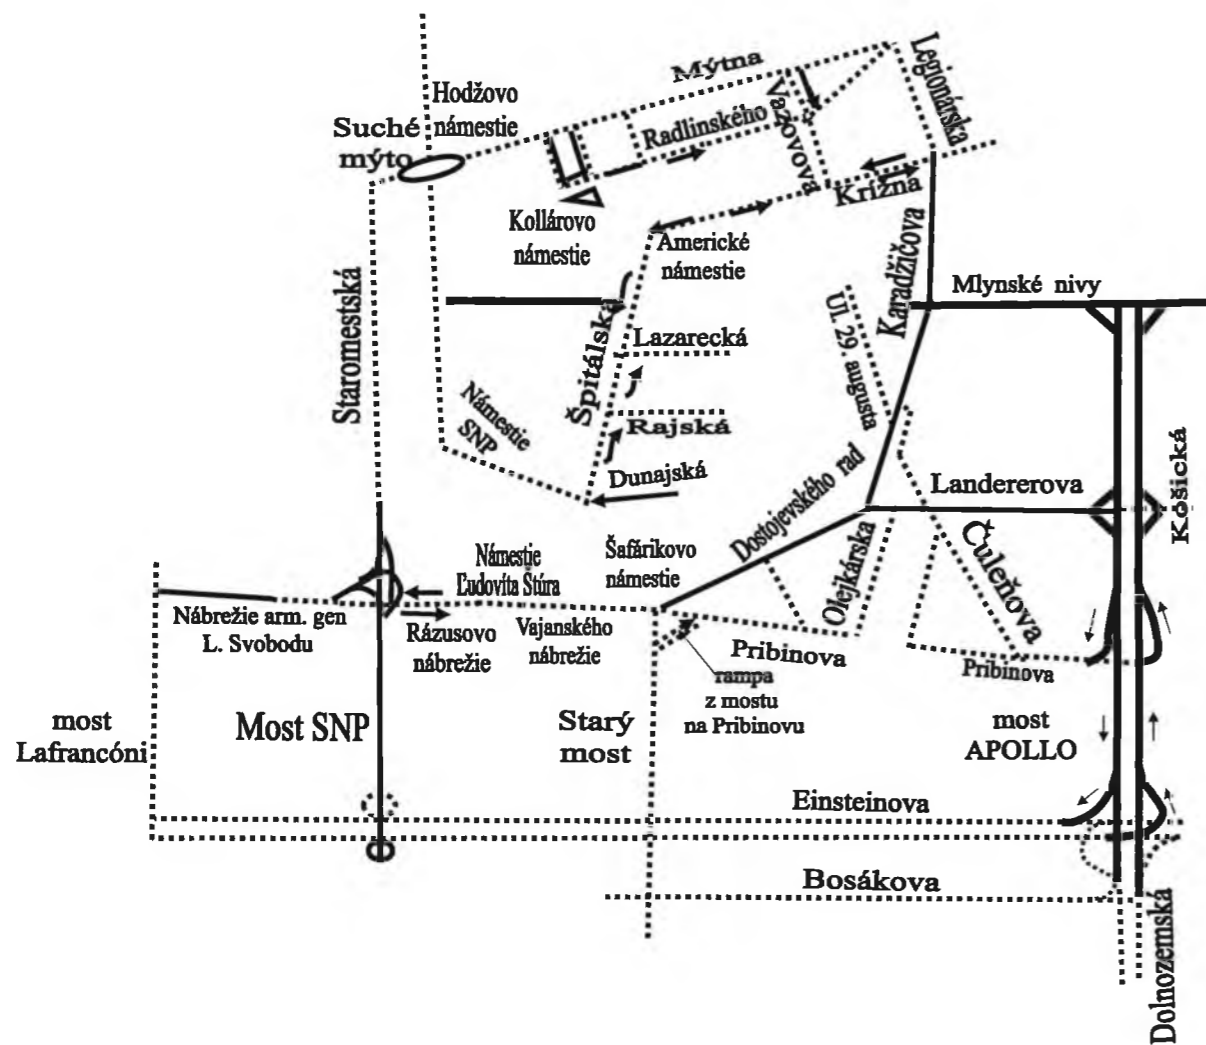 Hodžovo
námestie
Suché
mýto
Mýtna
Radlinského
Vazovova
Legionárska
Krížna
Kollárovo
námestie
Americké
námestie
Karadžičova
Mlynské nivy
Staromestská
Špitálska
Lazarecká
Ul. 29. augusta
Námestie
SNP
Rajská
Dunajská
Dostojevského rad
Landererova
Košická
Námestie
Ľudovíta Štúra
Šafárikovo
námestie
Olejkárska
Čuleňova
Nábrežie arm. gen
L. Svobodu
Rázusovo
nábrežie
Vajanského
nábrežie
Pribinova
Pribinova
rampa
z mostu
na Pribinovu
most
Lafrancóni
Most SNP
Starý
most
most
APOLLO
Einsteinova
Bosákova
Dolnozemská